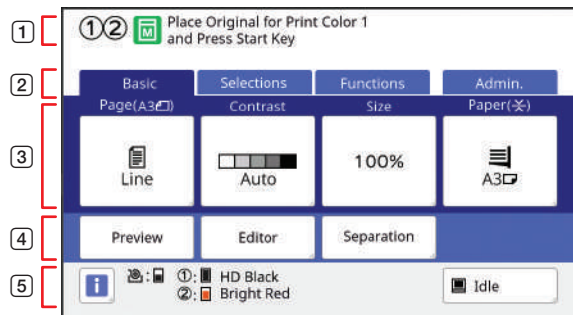 1
①② M Place Original for Print Color 1
and Press Start Key
2
Basic Selections Functions Admin.
Page(A3) Contrast Size Paper
3
Line Auto 100% A3
4
Preview Editor Separation
5
i : ①: HD Black
②: Bright Red
Idle